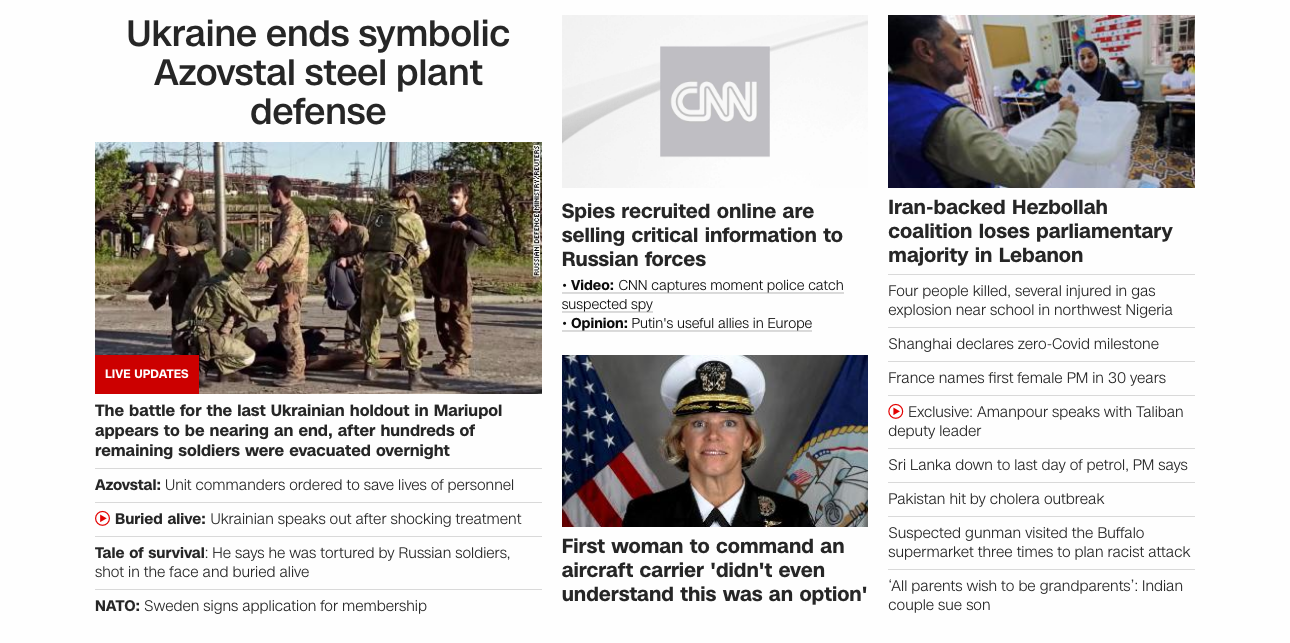 Ukraine ends symbolic
Azovstal steel plant
defense
RUSSIAN DEFENCE MINISTRY/REUTERS
LIVE UPDATES
The battle for the last Ukrainian holdout in Mariupol
appears to be nearing an end, after hundreds of
remaining soldiers were evacuated overnight
Azovstal: Unit commanders ordered to save lives of personnel
Buried alive: Ukrainian speaks out after shocking treatment
Tale of survival: He says he was tortured by Russian soldiers,
shot in the face and buried alive
NATO: Sweden signs application for membership
CNN
Spies recruited online are
selling critical information to
Russian forces
• Video: CNN captures moment police catch
suspected spy
• Opinion: Putin's useful allies in Europe
First woman to command an
aircraft carrier 'didn't even
understand this was an option'
Iran-backed Hezbollah
coalition loses parliamentary
majority in Lebanon
Four people killed, several injured in gas
explosion near school in northwest Nigeria
Shanghai declares zero-Covid milestone
France names first female PM in 30 years
Exclusive: Amanpour speaks with Taliban
deputy leader
Sri Lanka down to last day of petrol, PM says
Pakistan hit by cholera outbreak
Suspected gunman visited the Buffalo
supermarket three times to plan racist attack
‘All parents wish to be grandparents’: Indian
couple sue son